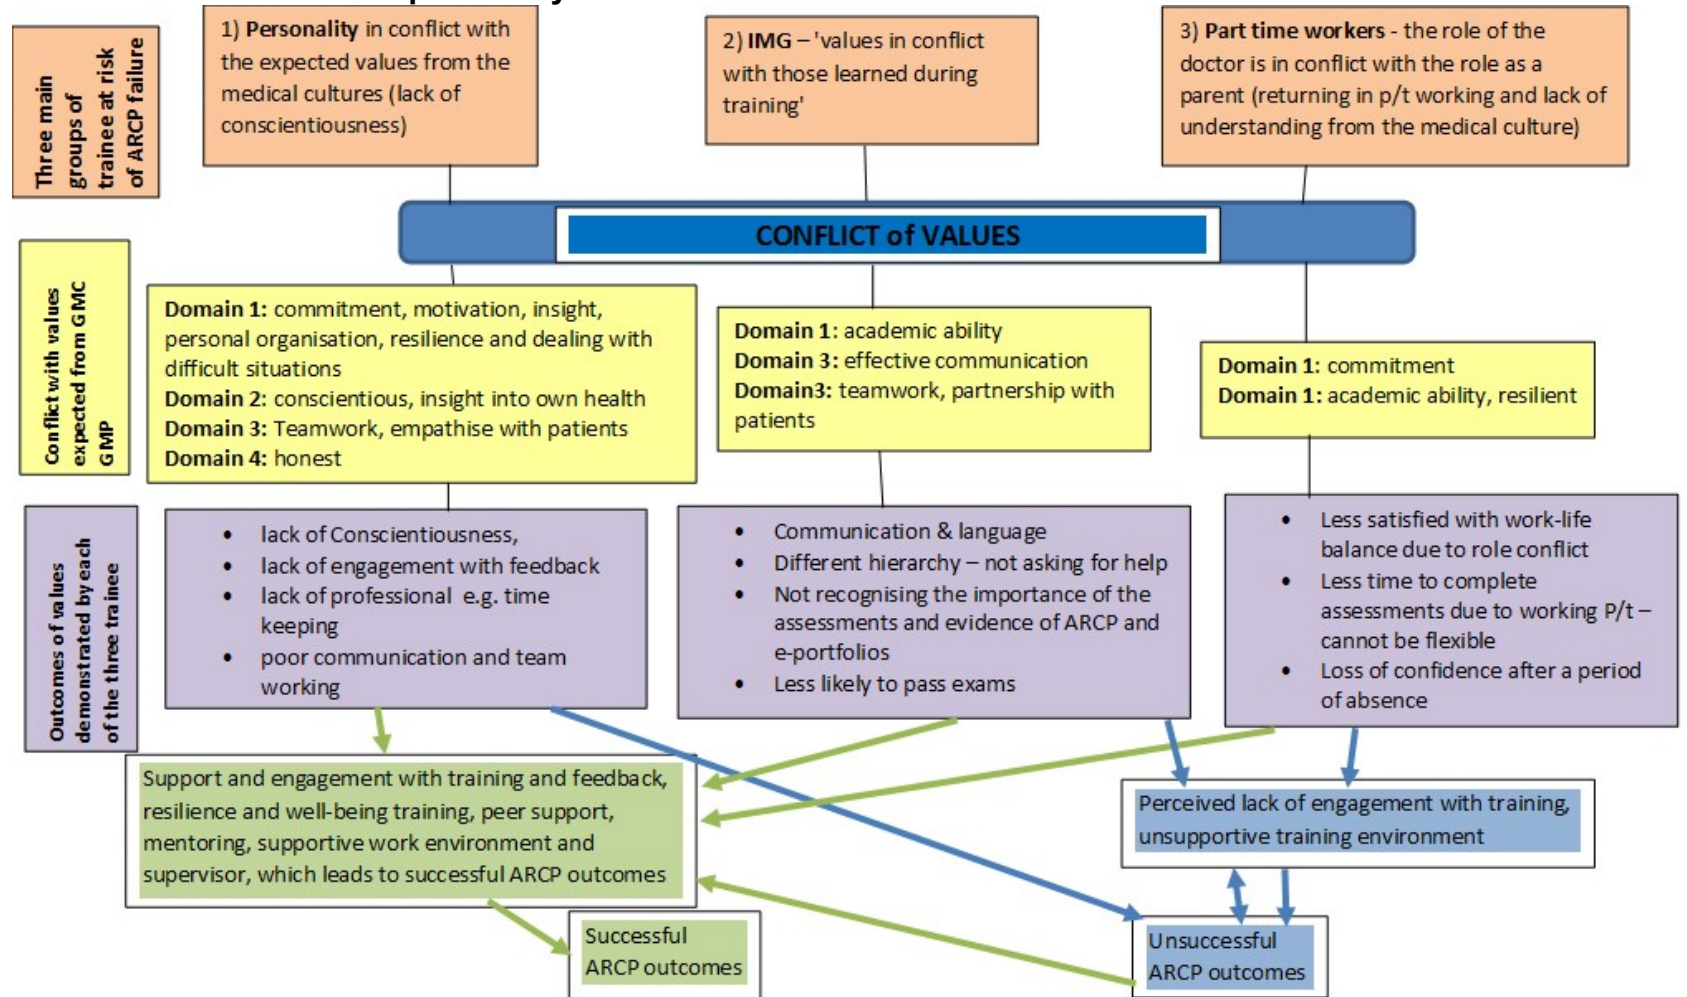 Three main
groups of
trainee at risk
of ARCP failure
1) Personality in conflict with
the expected values from the
medical cultures (lack of
conscientiousness)
2) IMG – 'values in conflict
with those learned during
training'
3) Part time workers - the role of the
doctor is in conflict with the role as a
parent (returning in p/t working and lack of
understanding from the medical culture)
CONFLICT of VALUES
Conflict with values
expected from GMC
GMP
Domain 1: commitment, motivation, insight,
personal organisation, resilience and dealing with
difficult situations
Domain 2: conscientious, insight into own health
Domain 3: Teamwork, empathise with patients
Domain 4: honest
Domain 1: academic ability
Domain 3: effective communication
Domain3: teamwork, partnership with
patients
Domain 1: commitment
Domain 1: academic ability, resilient
Outcomes of values
demonstrated by each
of the three trainee
• lack of Conscientiousness,
• lack of engagement with feedback
• lack of professional e.g. time
keeping
• poor communication and team
working
• Communication & language
• Different hierarchy – not asking for help
• Not recognising the importance of the
assessments and evidence of ARCP and
e-portfolios
• Less likely to pass exams
• Less satisfied with work-life
balance due to role conflict
• Less time to complete
assessments due to working P/t –
cannot be flexible
• Loss of confidence after a period
of absence
Support and engagement with training and feedback,
resilience and well-being training, peer support,
mentoring, supportive work environment and
supervisor, which leads to successful ARCP outcomes
Perceived lack of engagement with training,
unsupportive training environment
Successful
ARCP outcomes
Unsuccessful
ARCP outcomes